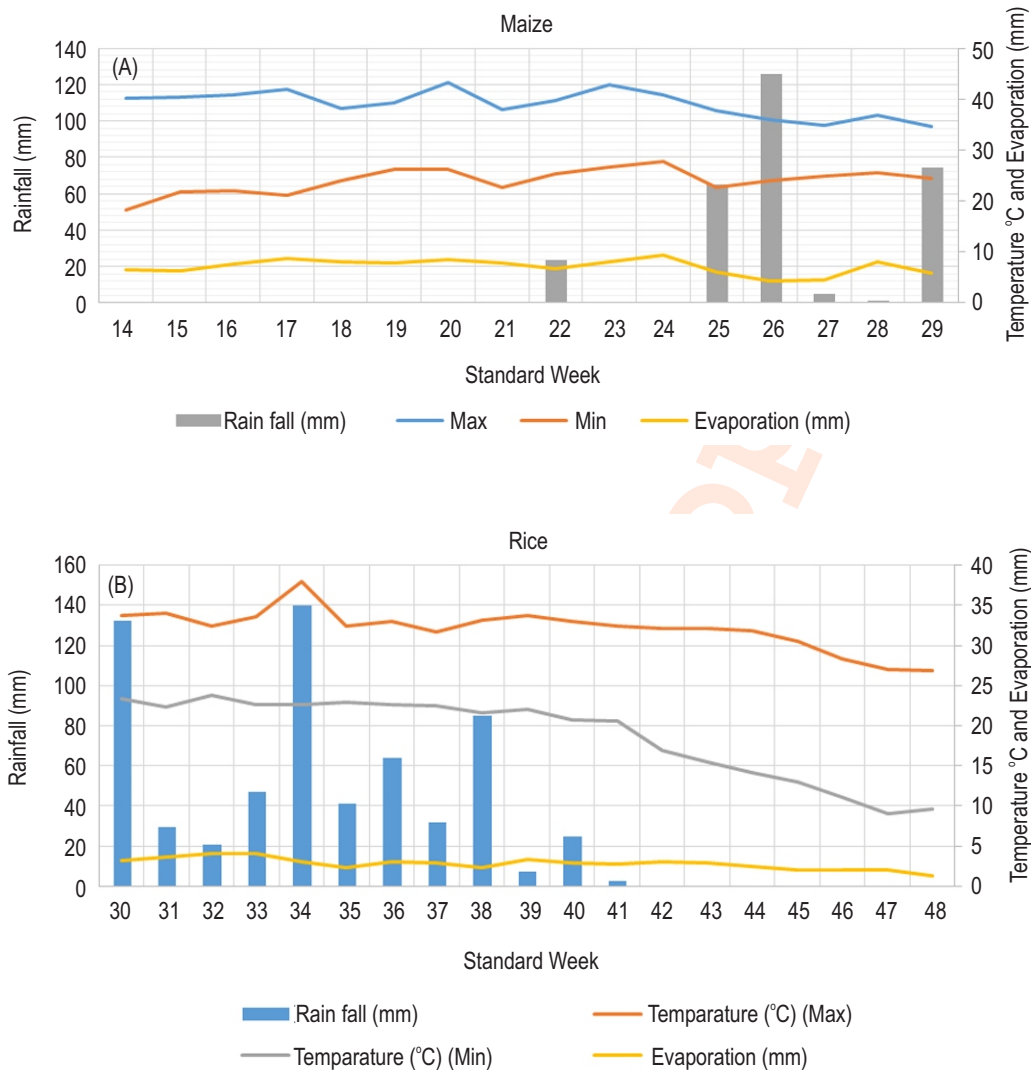 Maize
(A)
140
120
100
80
60
40
20
0
Rainfall (mm)
50
40
30
20
10
0
Temperature °C and Evaporation (mm)
14 15 16 17 18 19 20 21 22 23 24 25 26 27 28 29
Standard Week
Rain fall (mm) Max Min Evaporation (mm)
Rice
(B)
160
140
120
100
80
60
40
20
0
Rainfall (mm)
40
35
30
25
20
15
10
5
0
Temperature °C and Evaporation (mm)
30 31 32 33 34 35 36 37 38 39 40 41 42 43 44 45 46 47 48
Standard Week
Rain fall (mm) Temparature (°C) (Max)
Temparature (°C) (Min) Evaporation (mm)